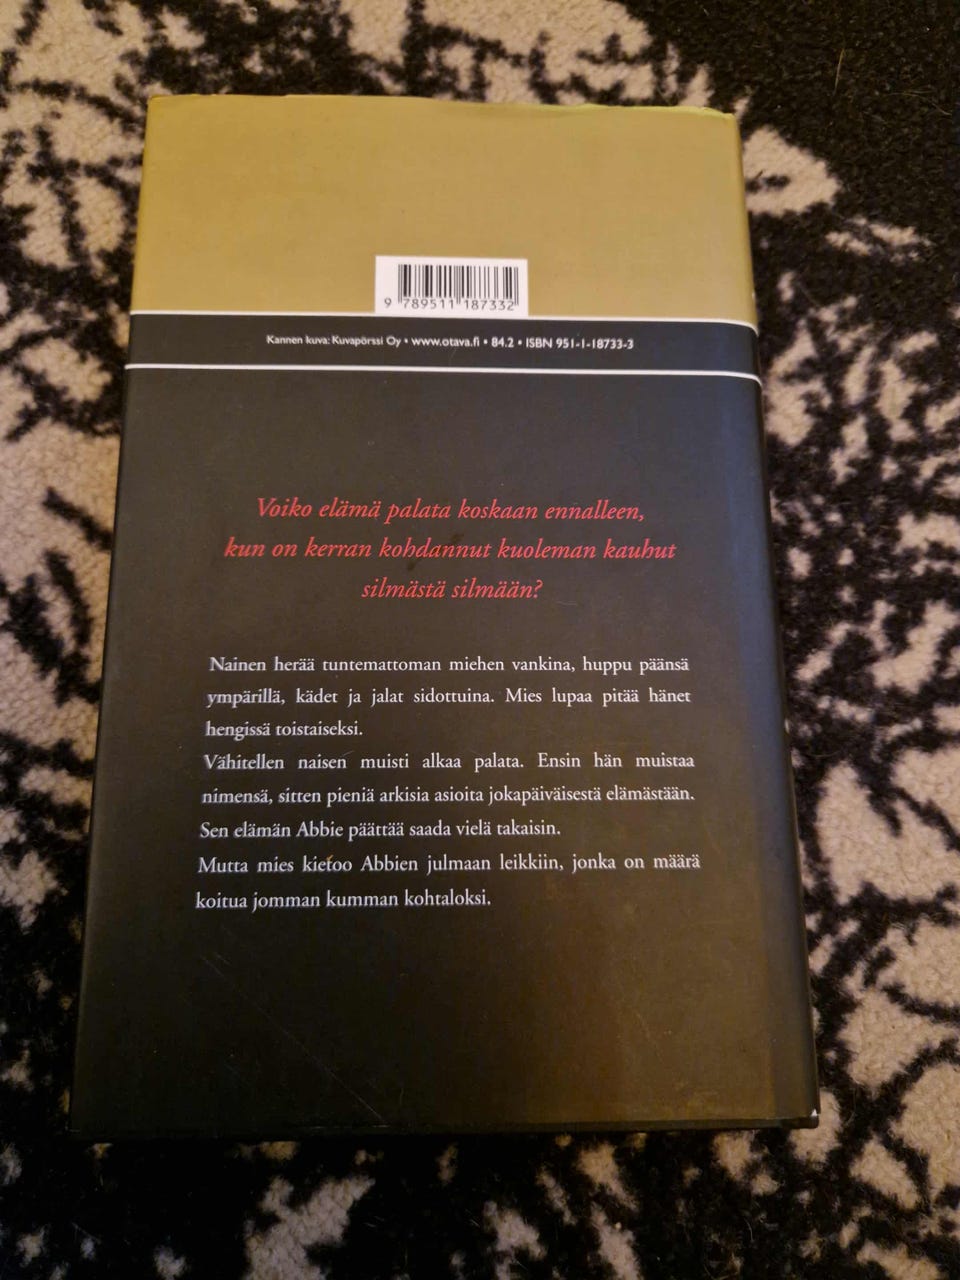 9 789511 187332
Kannen kuva: Kuvapörssi Oy • www.otava.fi • 84.2 • ISBN 951-1-18733-3
Voiko elämä palata koskaan ennalleen,
kun on kerran kohdannut kuoleman kauhut
silmästä silmään?
Nainen herää tuntemattoman miehen vankina, huppu päänsä
ympärillä, kädet ja jalat sidottuina. Mies lupaa pitää hänet
hengissä toistaiseksi.
Vähitellen naisen muisti alkaa palata. Ensin hän muistaa
nimensä, sitten pieniä arkisia asioita jokapäiväisestä elämästään.
Sen elämän Abbie päättää saada vielä takaisin.
Mutta mies kietoo Abbien julmaan leikkiin, jonka on määrä
koitua jomman kumman kohtaloksi.